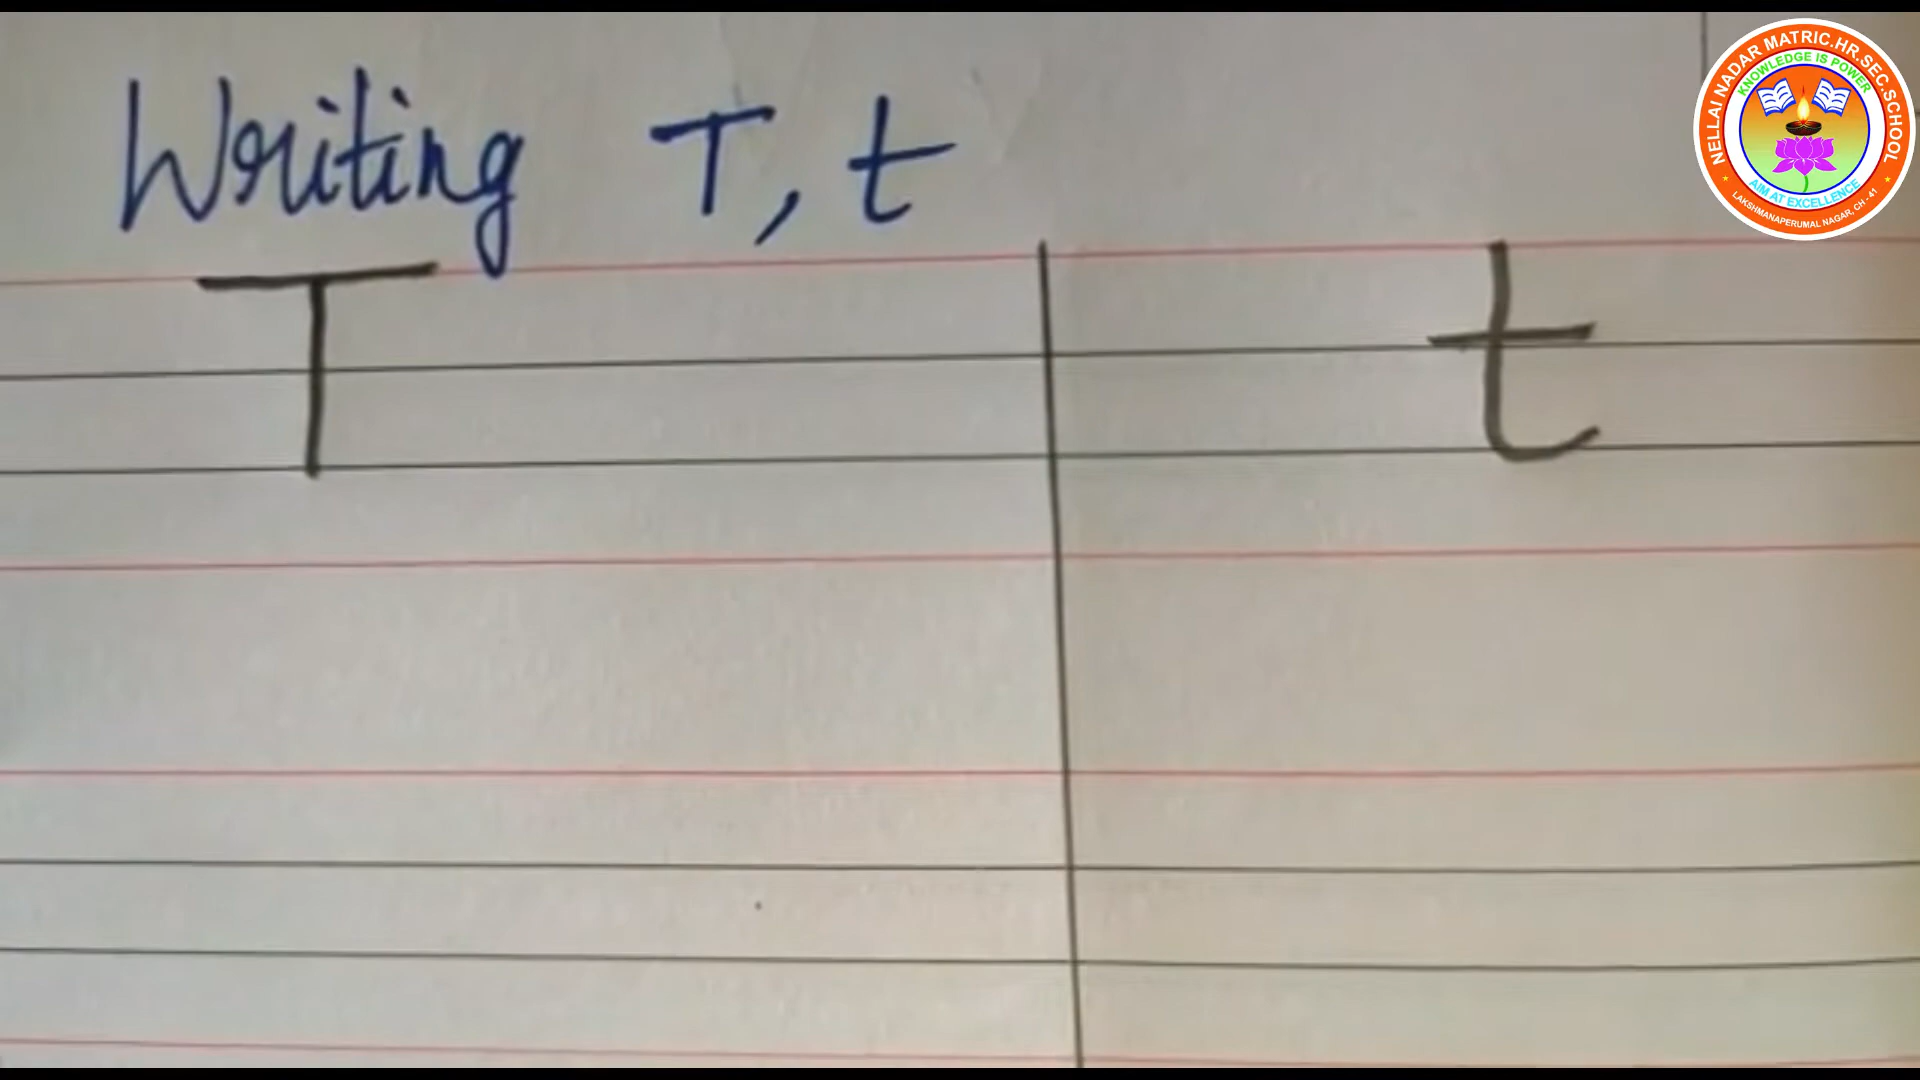 Writing T, t
T t
NELLAI NADAR MATRIC.HR.SEC.SCHOOL
KNOWLEDGE IS POWER
AIM AT EXCELLENCE
LAKSHMANAPERUMAL NAGAR, CH - 41